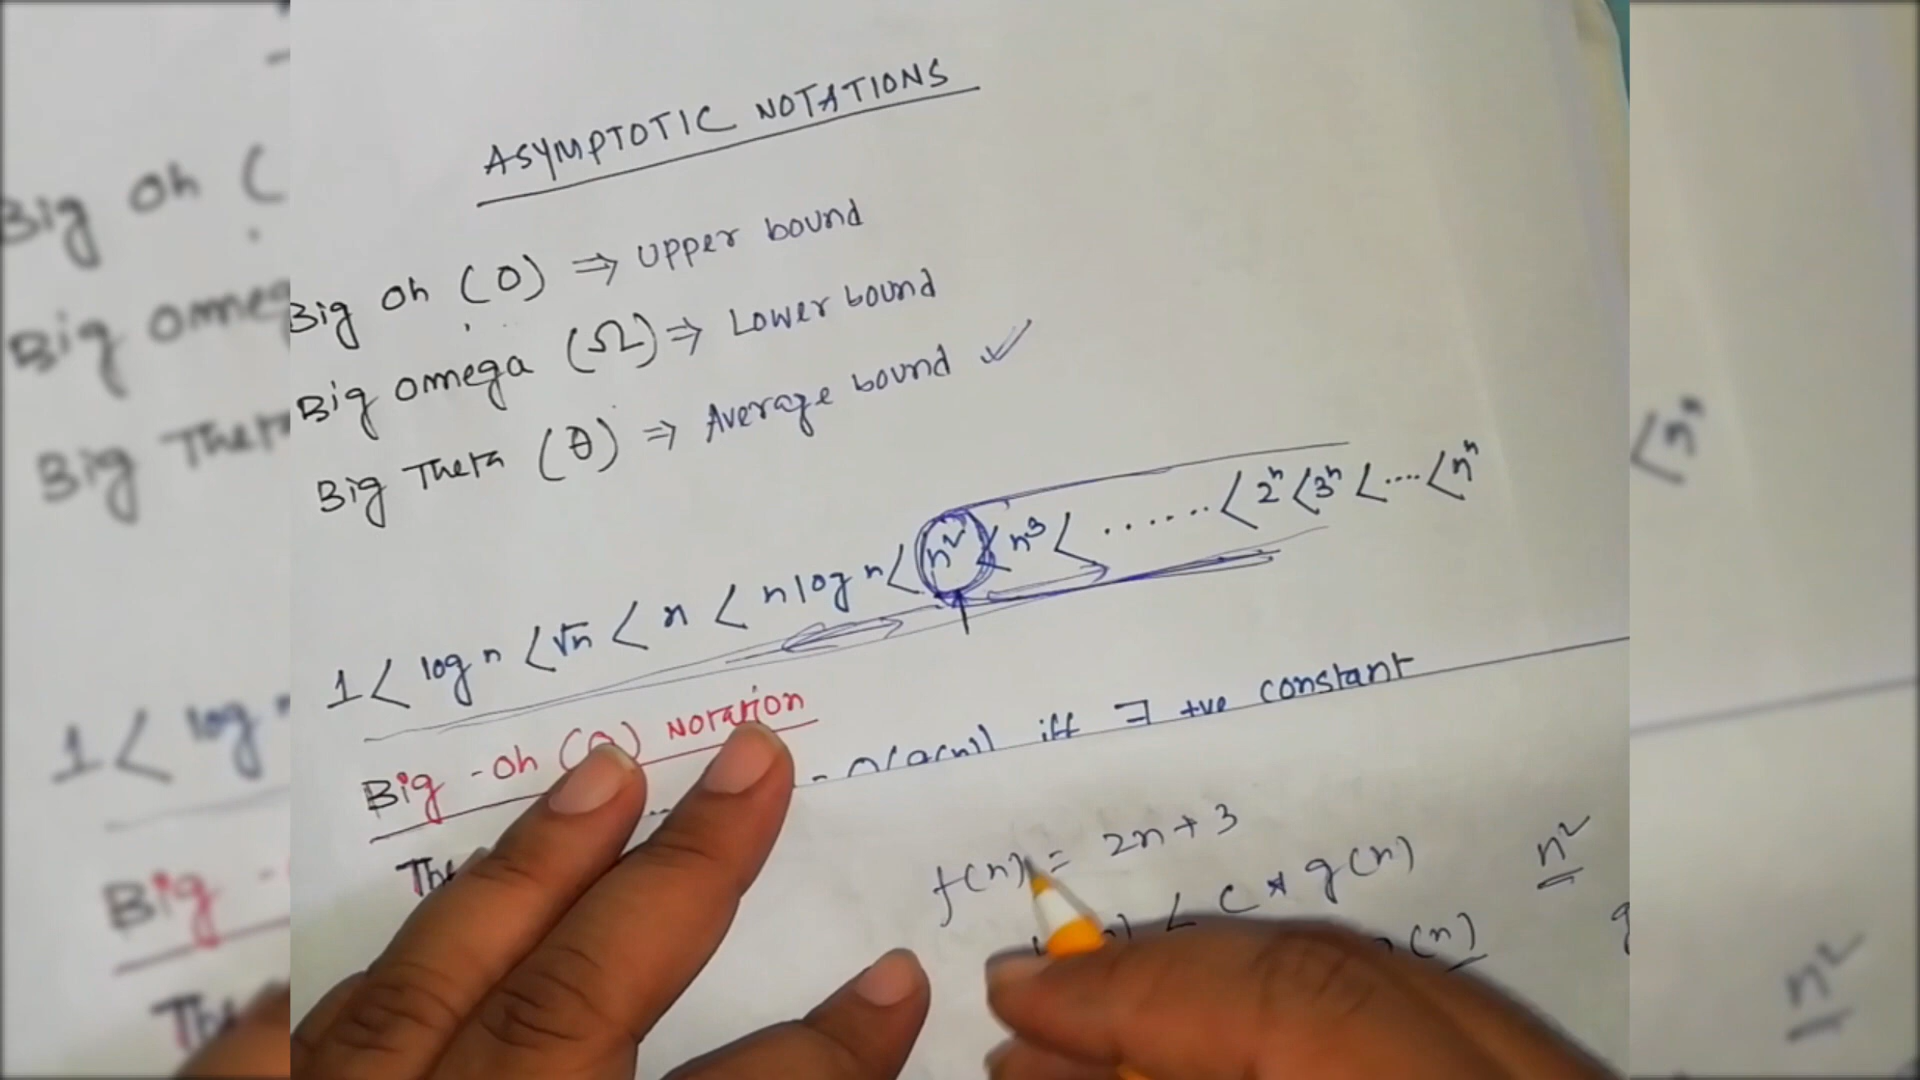 ASYMPTOTIC NOTATIONS
Big Oh (O) ⇒ Upper bound
Big omega (Ω) ⇒ Lower bound
Big Theta (θ) ⇒ Average bound ✓
1 < log n < √n < n < n log n < n² < n³ < ...... < 2ⁿ < 3ⁿ < .... < nⁿ
Big - Oh (O) Notation
iff ∃ +ve constant
f(n) = 2n + 3
< C * g(n) n²
(n)